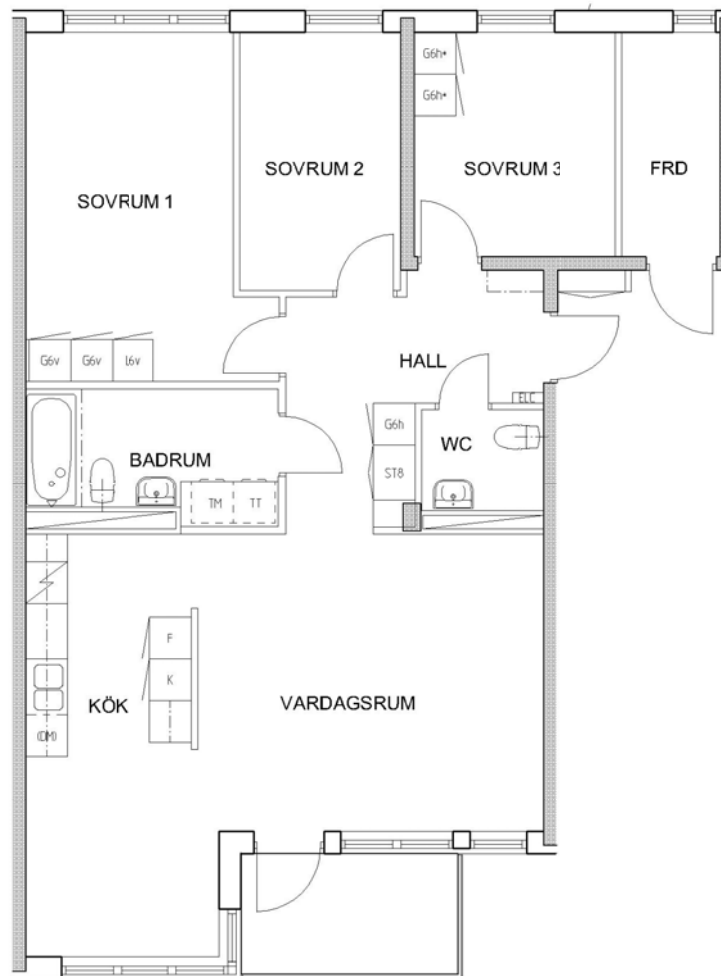 G6h*
G6h*
SOVRUM 1
SOVRUM 2
SOVRUM 3
FRD
G6v
G6v
L6v
HALL
ELC
G6h
ST8
WC
BADRUM
TM
TT
F
K
KÖK
(DM)
VARDAGSRUM